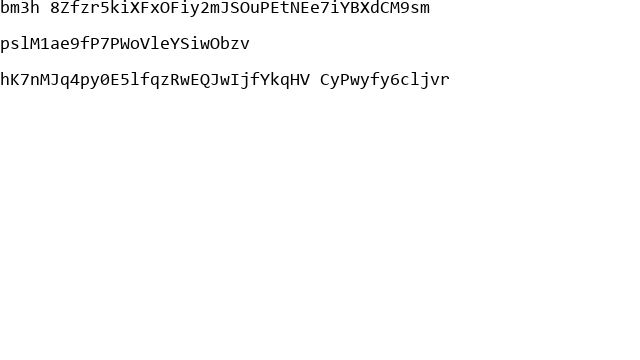 bm3h 8Zfzr5kiXFxOFiy2mJSOuPEtNEe7iYBXdCM9sm
pslM1ae9fP7PWoVleYSiwObzv
hK7nMJq4py0E5lfqzRwEQJwIjfYkqHV CyPwyfy6cljvr